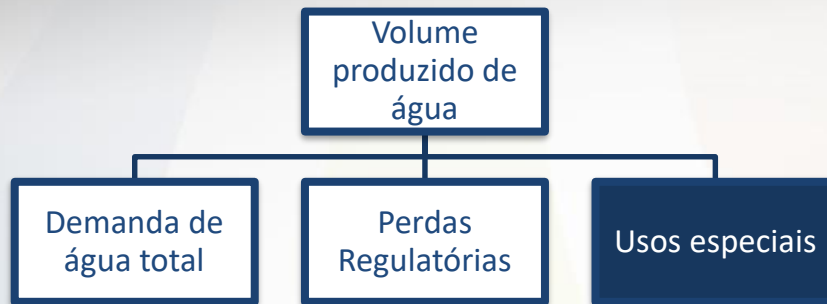 Volume
produzido de
água
Demanda de
água total
Perdas
Regulatórias
Usos especiais